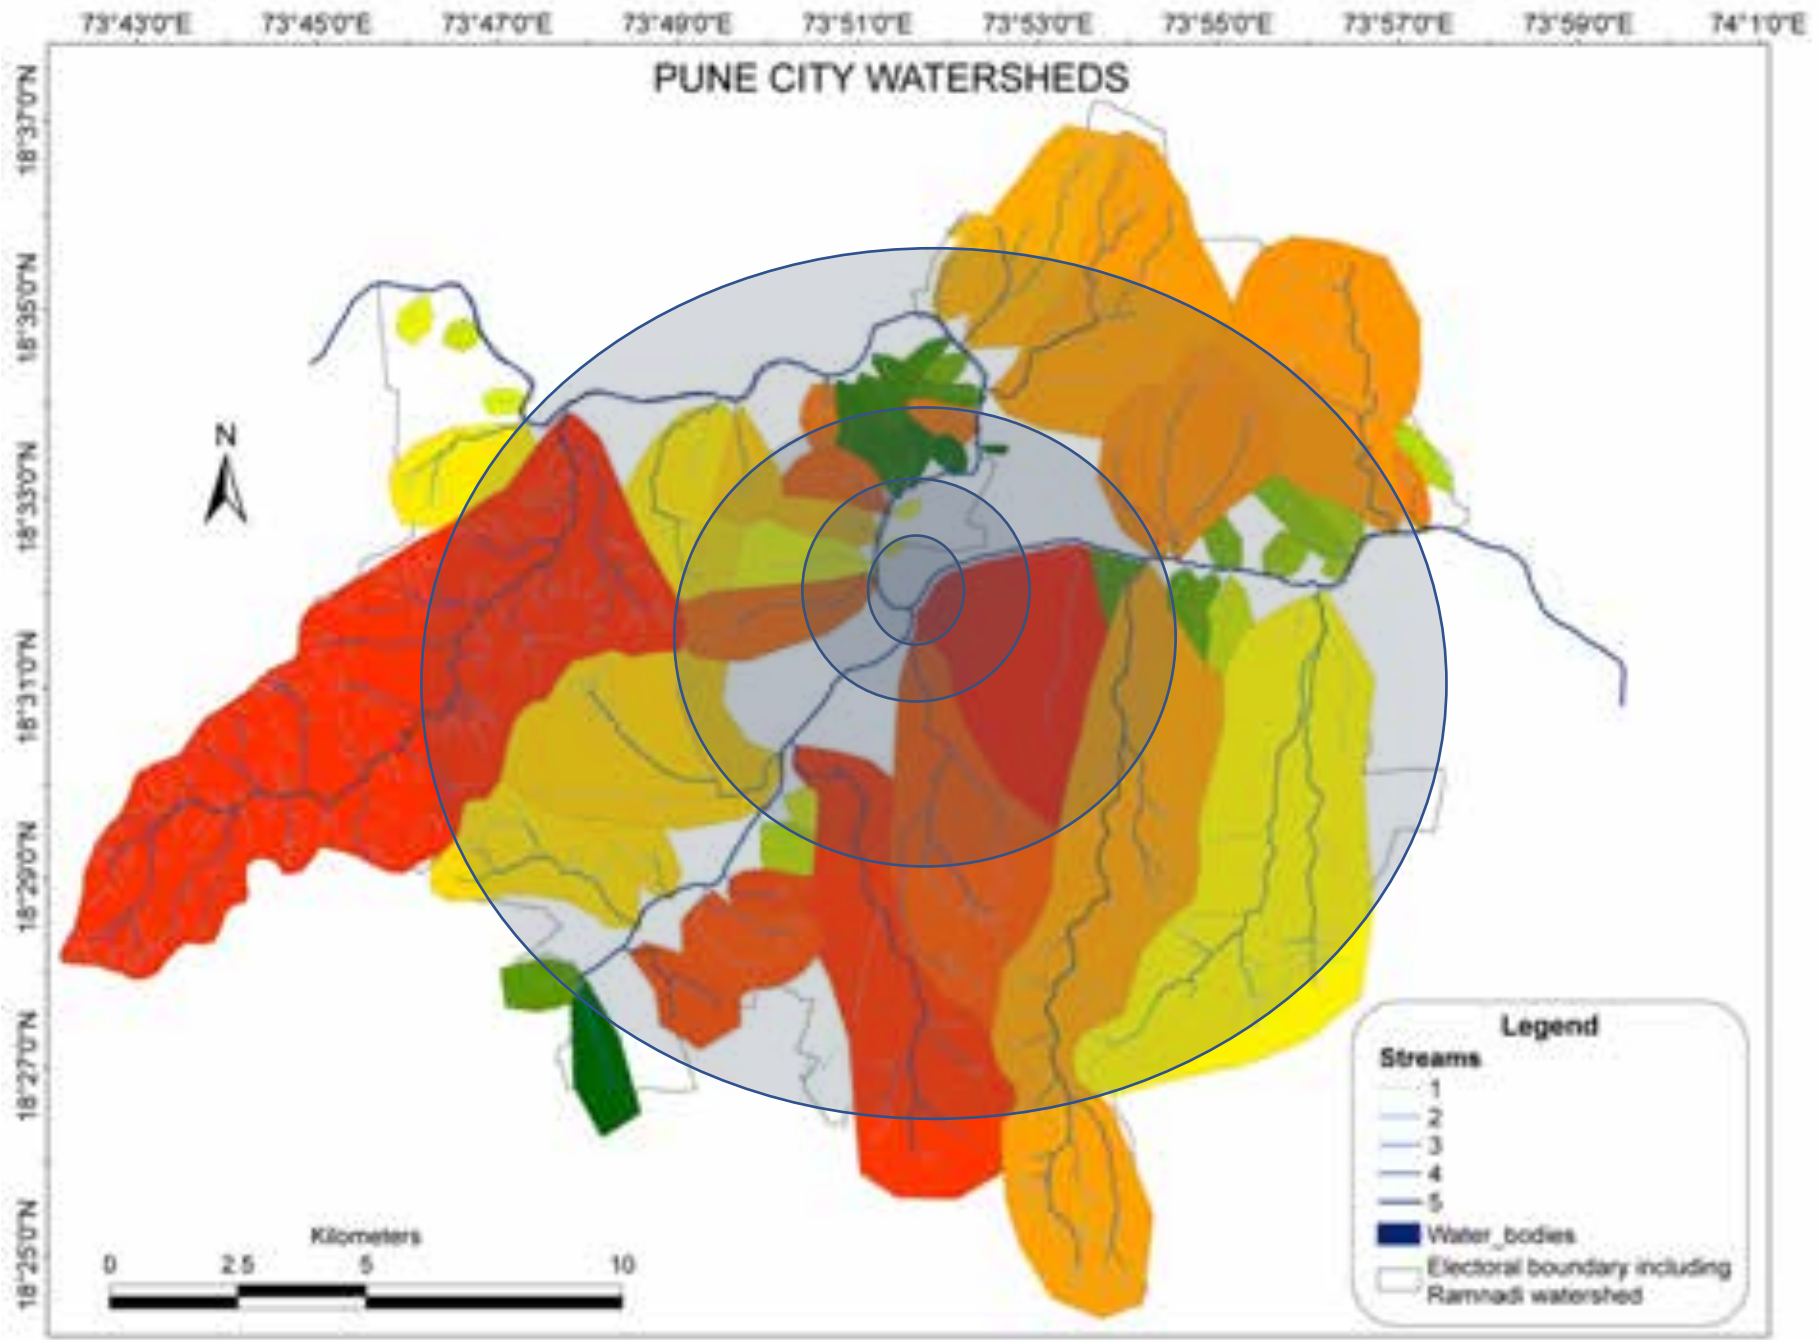 73°43'0"E 73°45'0"E 73°47'0"E 73°49'0"E 73°51'0"E 73°53'0"E 73°55'0"E 73°57'0"E 73°59'0"E 74°1'0"E
PUNE CITY WATERSHEDS
18°37'0"N
18°35'0"N
18°33'0"N
18°31'0"N
18°29'0"N
18°27'0"N
18°25'0"N
N
Legend
Streams
1
2
3
4
5
Water_bodies
Electoral boundary including
Ramnadi watershed
Kilometers
0 2.5 5 10